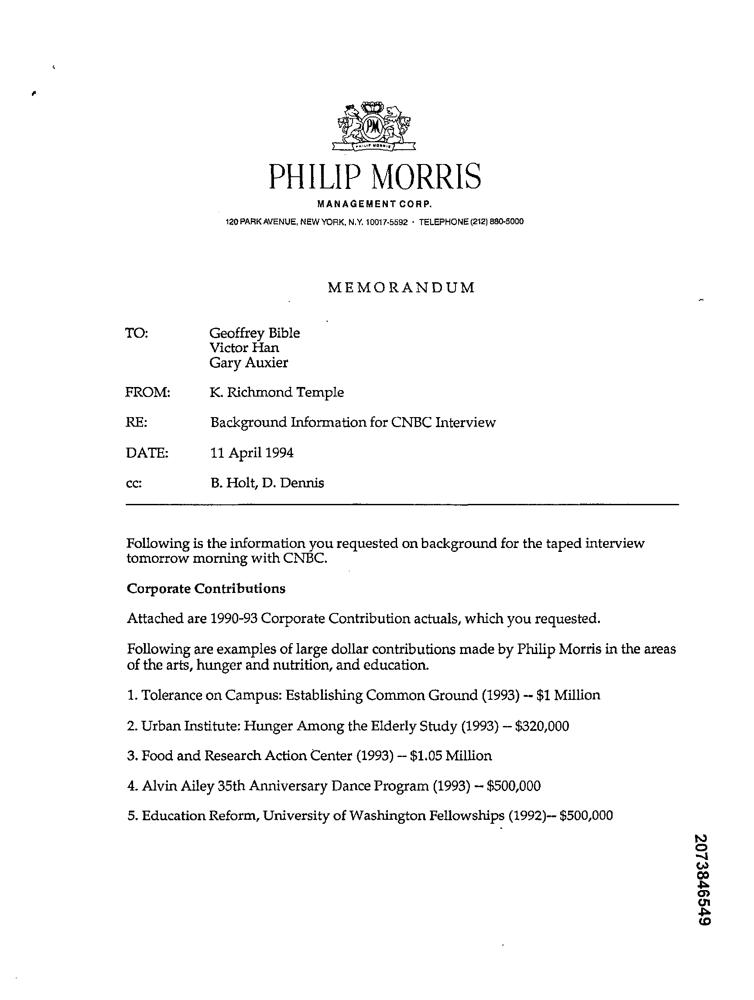 PM
PHILIP MORRIS
PHILIP MORRIS
MANAGEMENT CORP.
120 PARK AVENUE, NEW YORK, N.Y. 10017-5592 · TELEPHONE (212) 880-5000
MEMORANDUM
TO: Geoffrey Bible
Victor Han
Gary Auxier
FROM: K. Richmond Temple
RE: Background Information for CNBC Interview
DATE: 11 April 1994
cc: B. Holt, D. Dennis
Following is the information you requested on background for the taped interview
tomorrow morning with CNBC.
Corporate Contributions
Attached are 1990-93 Corporate Contribution actuals, which you requested.
Following are examples of large dollar contributions made by Philip Morris in the areas
of the arts, hunger and nutrition, and education.
1. Tolerance on Campus: Establishing Common Ground (1993) -- $1 Million
2. Urban Institute: Hunger Among the Elderly Study (1993) -- $320,000
3. Food and Research Action Center (1993) -- $1.05 Million
4. Alvin Ailey 35th Anniversary Dance Program (1993) -- $500,000
5. Education Reform, University of Washington Fellowships (1992)-- $500,000
2073846549